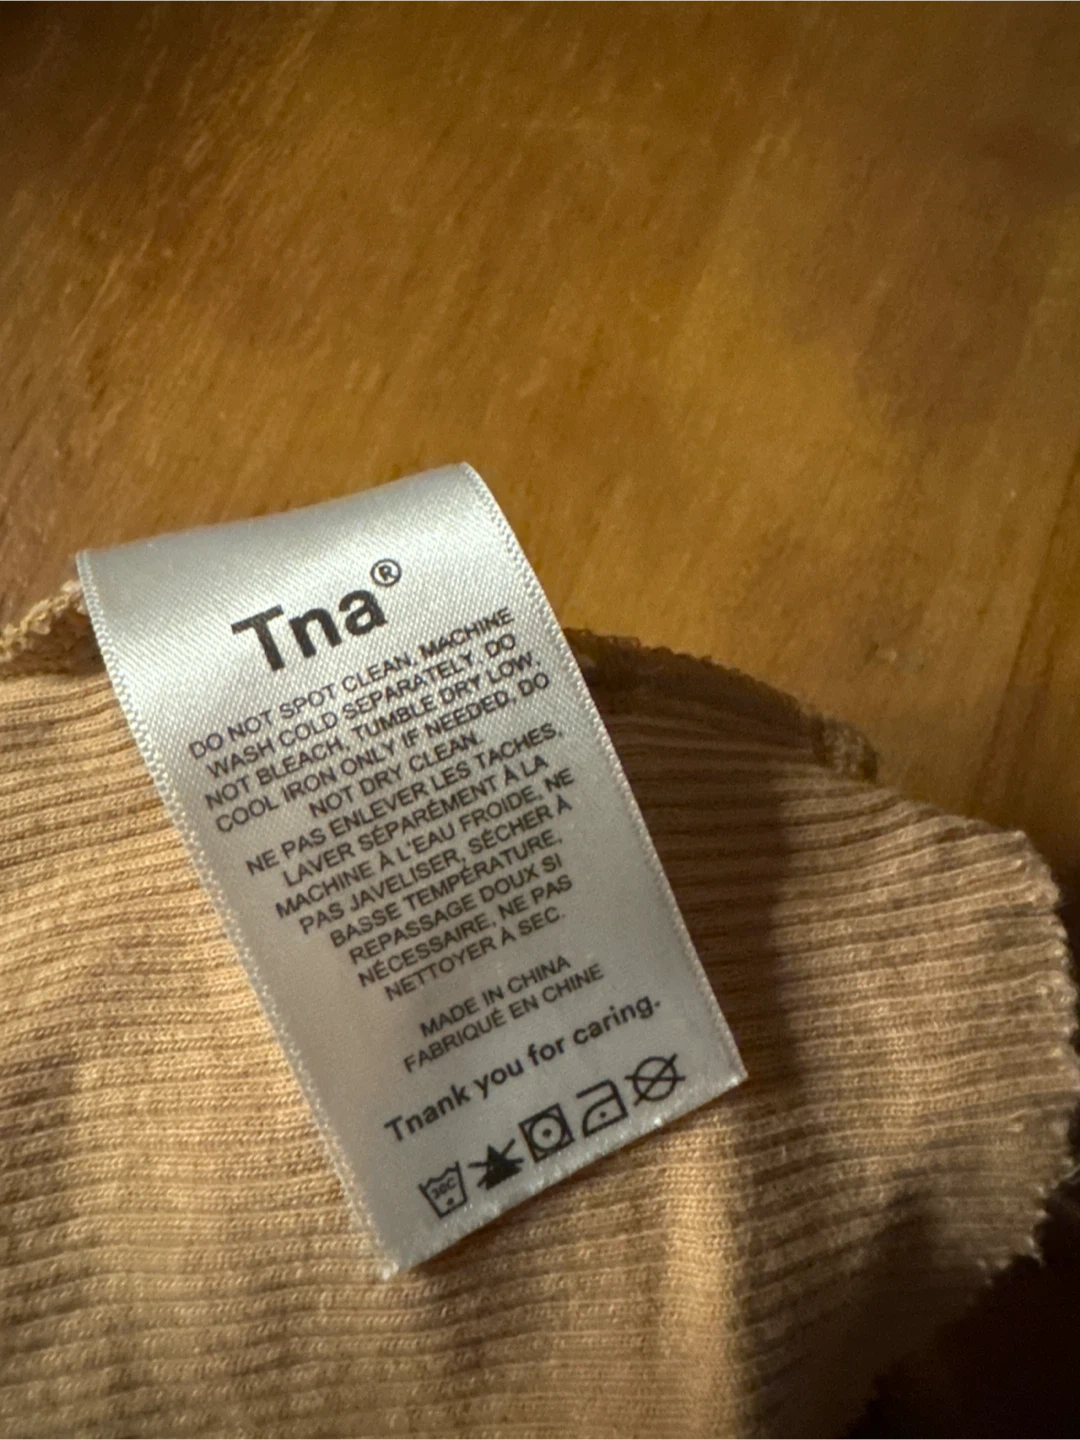 Tna®
DO NOT SPOT CLEAN, MACHINE
WASH COLD SEPARATELY, DO
NOT BLEACH, TUMBLE DRY LOW,
COOL IRON ONLY IF NEEDED, DO
NOT DRY CLEAN.
NE PAS ENLEVER LES TACHES,
LAVER SÉPARÉMENT À LA
MACHINE À L'EAU FROIDE, NE
PAS JAVELISER, SÉCHER À
BASSE TEMPÉRATURE,
REPASSAGE DOUX SI
NÉCESSAIRE, NE PAS
NETTOYER À SEC.
MADE IN CHINA
FABRIQUÉ EN CHINE
Tnank you for caring.
30C